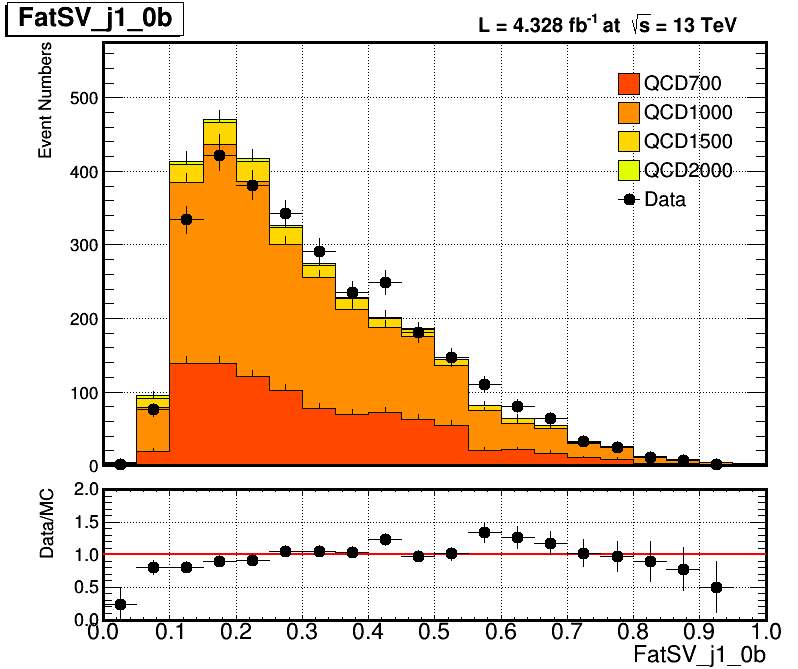 FatSV_j1_0b
L = 4.328 fb⁻¹ at √s = 13 TeV
Event Numbers
500
400
300
200
100
0
QCD700
QCD1000
QCD1500
QCD2000
Data
Data/MC
2.0
1.5
1.0
0.5
0.0
0.0 0.1 0.2 0.3 0.4 0.5 0.6 0.7 0.8 0.9 1.0
FatSV_j1_0b